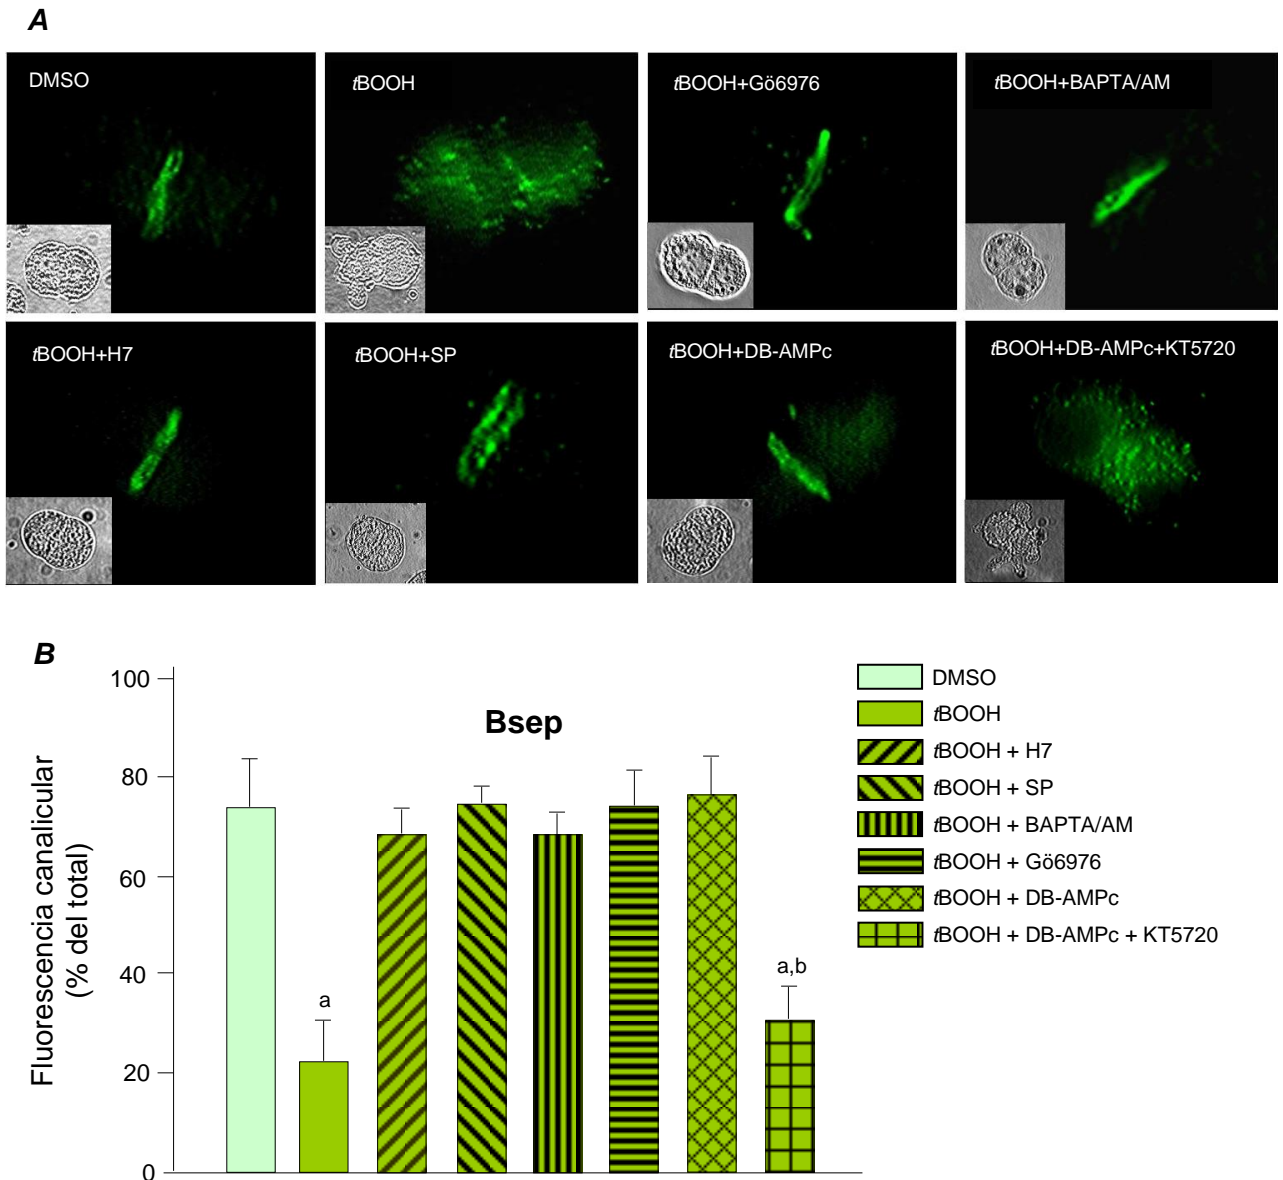 A
DMSO
tBOOH
tBOOH+Gö6976
tBOOH+BAPTA/AM
tBOOH+H7
tBOOH+SP
tBOOH+DB-AMPc
tBOOH+DB-AMPc+KT5720
B
Bsep
Fluorescencia canalicular
(% del total)
100
80
60
40
20
0
a
a,b
DMSO
tBOOH
tBOOH + H7
tBOOH + SP
tBOOH + BAPTA/AM
tBOOH + Gö6976
tBOOH + DB-AMPc
tBOOH + DB-AMPc + KT5720